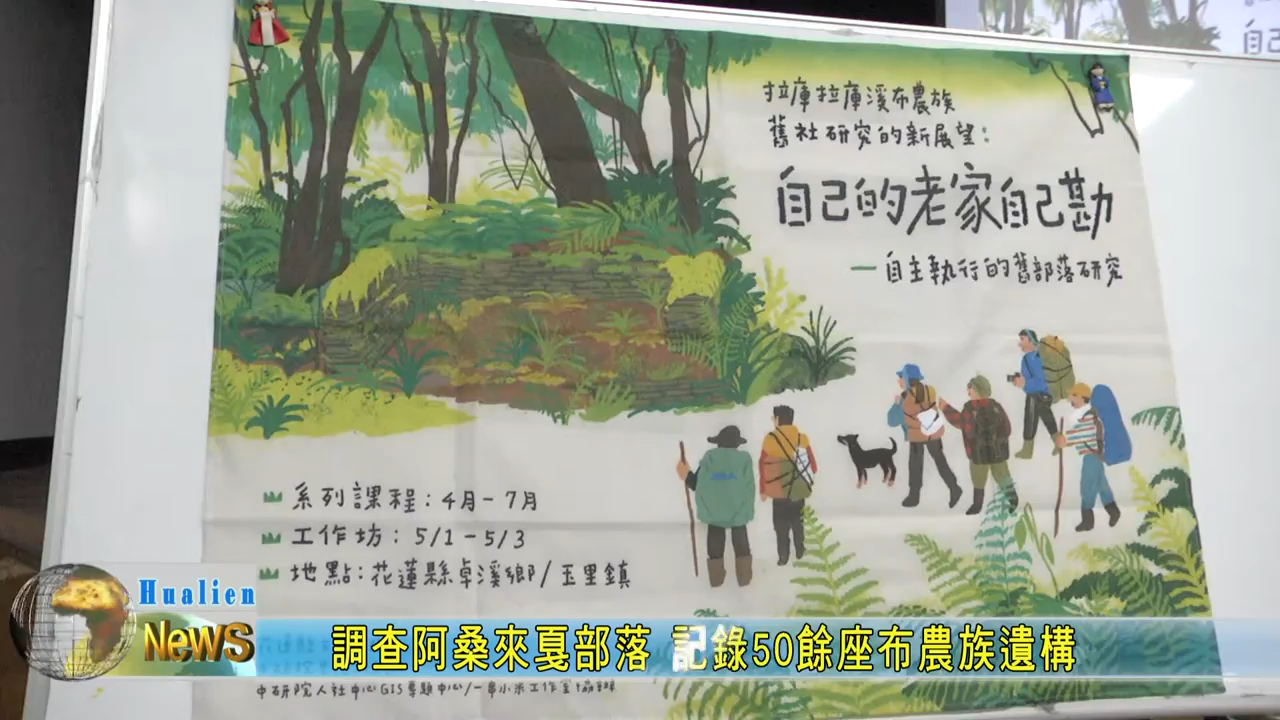 拉庫拉庫溪布農族
舊社研究的新展望:
自己的老家自己勘
一自主執行的舊部落研究
系列課程:4月-7月
工作坊:5/1-5/3
地點:花蓮縣卓溪鄉/玉里鎮
Hualien
NewS
調查阿桑來戛部落 記錄50餘座布農族遺構
中研院人社中心GIS專題中心/一串小米工作室
自己